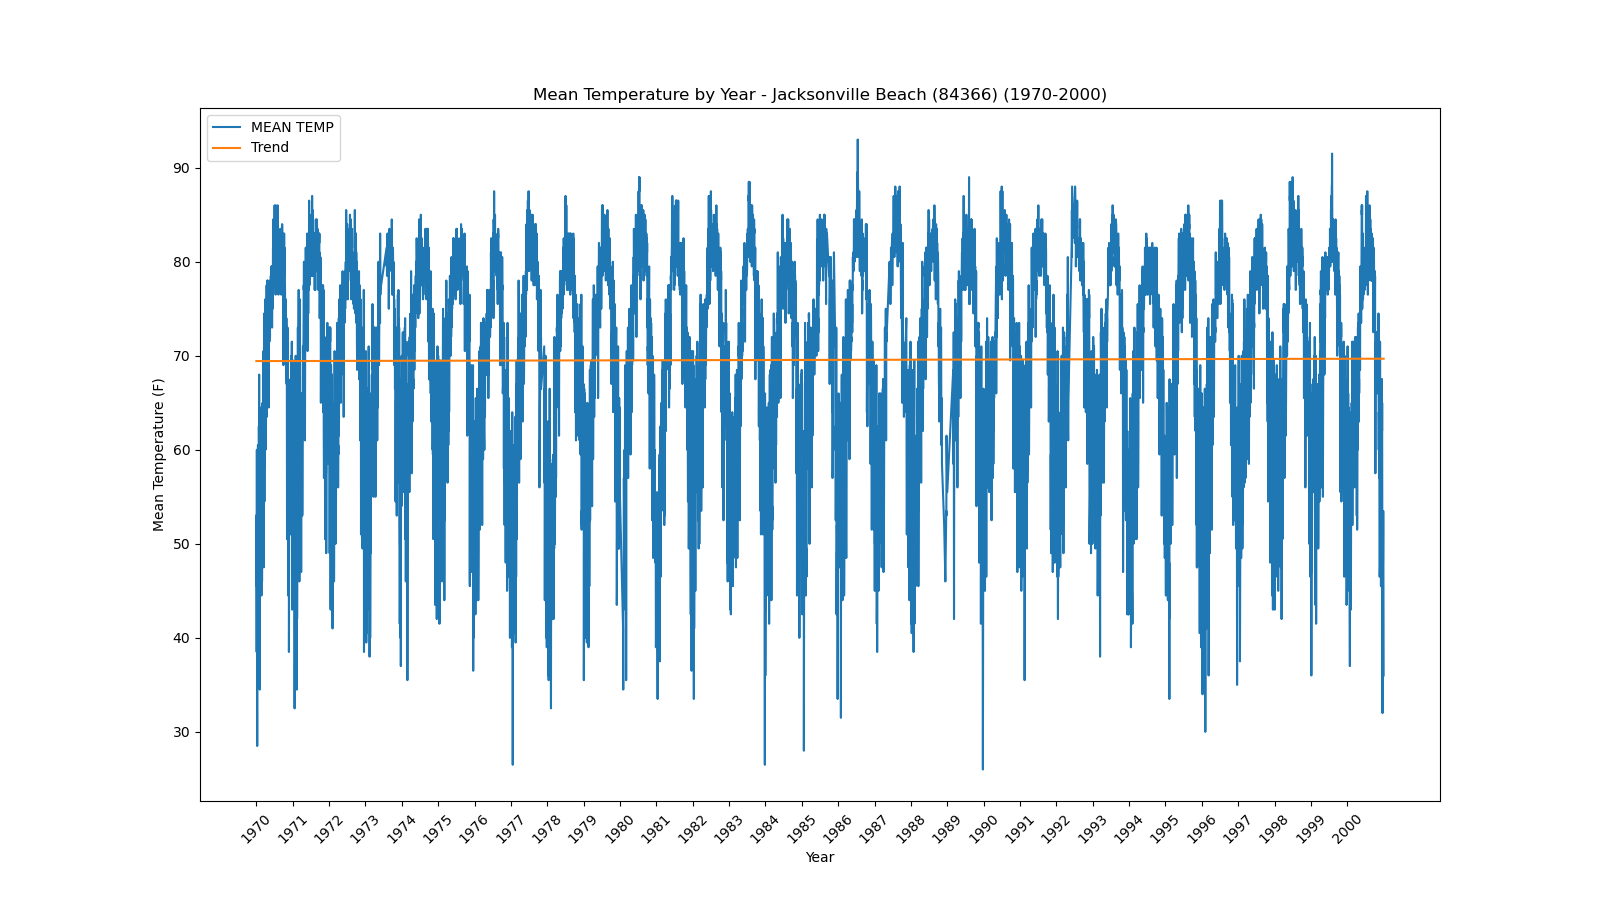 Mean Temperature by Year - Jacksonville Beach (84366) (1970-2000)
MEAN TEMP
Trend
90
80
70
60
50
40
30
Mean Temperature (F)
1970 1971 1972 1973 1974 1975 1976 1977 1978 1979 1980 1981 1982 1983 1984 1985 1986 1987 1988 1989 1990 1991 1992 1993 1994 1995 1996 1997 1998 1999 2000
Year